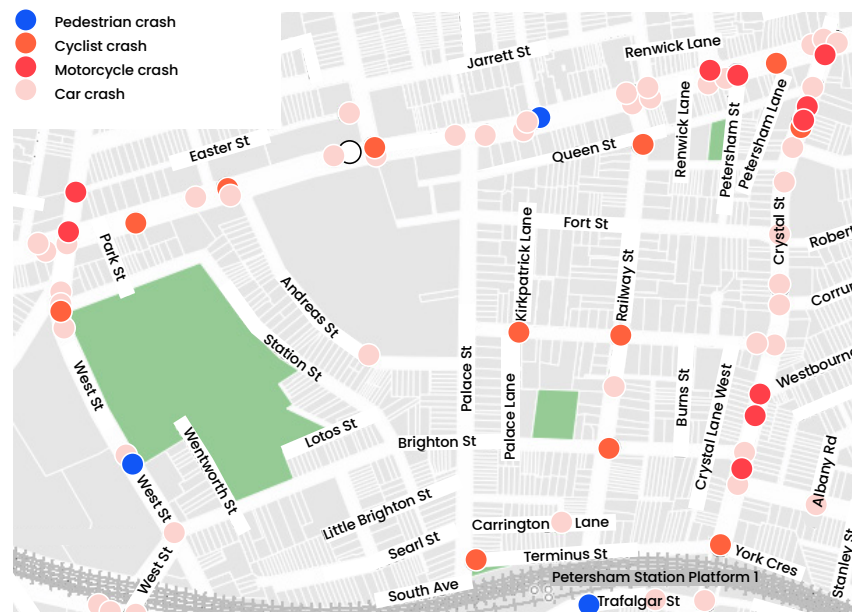 Pedestrian crash
Cyclist crash
Motorcycle crash
Car crash
Jarrett St
Renwick Lane
Easter St
Queen St
Renwick Lane
Petersham St
Petersham Lane
Park St
Fort St
Kirkpatrick Lane
Railway St
Crystal St
Rober
Corrur
Andreas St
Station St
West St
Palace St
Palace Lane
Burns St
Crystal Lane West
Westbourne
Lotos St
Brighton St
Wentworth St
Albany Rd
West St
Little Brighton St
Carrington Lane
Searl St
Terminus St
York Cres
Stanley St
West St
South Ave
Petersham Station Platform 1
Trafalgar St